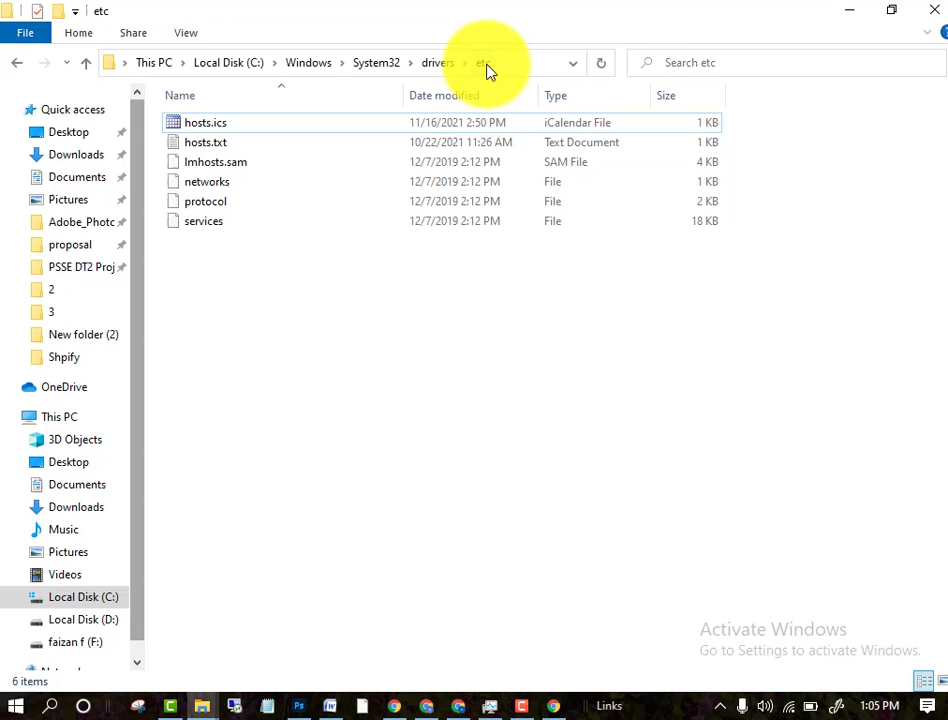 etc
File Home Share View
This PC Local Disk (C:) Windows System32 drivers etc Search etc
Name Date modified Type Size
hosts.ics 11/16/2021 2:50 PM iCalendar File 1 KB
hosts.txt 10/22/2021 11:26 AM Text Document 1 KB
lmhosts.sam 12/7/2019 2:12 PM SAM File 4 KB
networks 12/7/2019 2:12 PM File 1 KB
protocol 12/7/2019 2:12 PM File 2 KB
services 12/7/2019 2:12 PM File 18 KB
Quick access
Desktop
Downloads
Documents
Pictures
Adobe_Photc
proposal
PSSE DT2 Proj
2
3
New folder (2)
Shpify
OneDrive
This PC
3D Objects
Desktop
Documents
Downloads
Music
Pictures
Videos
Local Disk (C:)
Local Disk (D:)
faizan f (F:)
Activate Windows
Go to Settings to activate Windows.
6 items
Links 1:05 PM